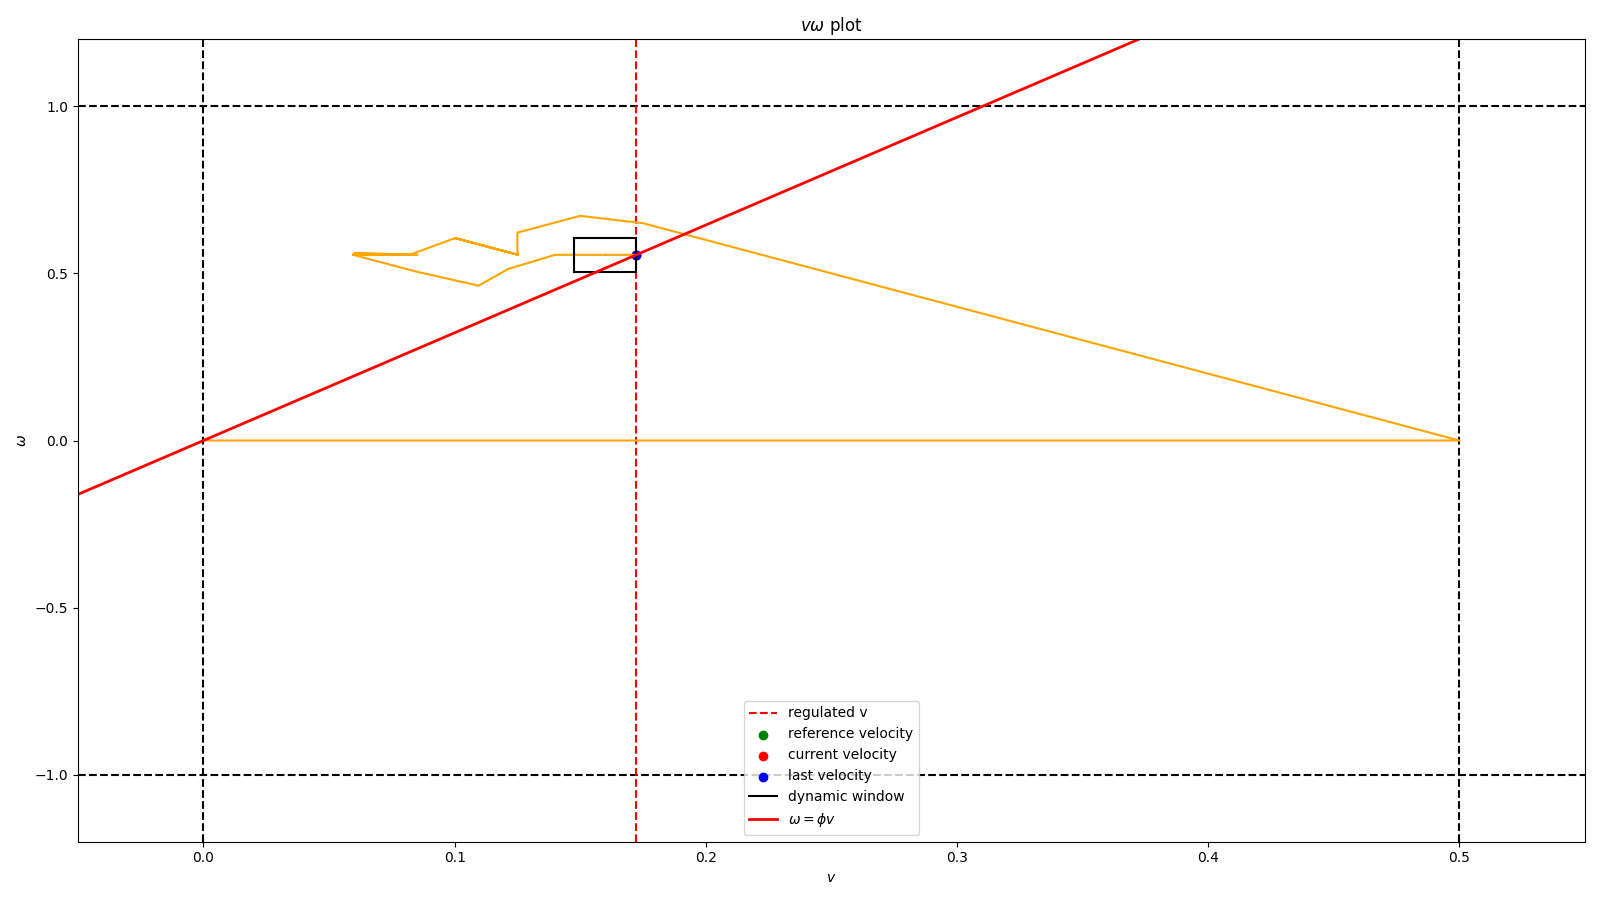 vω plot
1.0
0.5
0.0
−0.5
−1.0
ω
regulated v
reference velocity
current velocity
last velocity
dynamic window
ω = ϕv
0.0 0.1 0.2 0.3 0.4 0.5
v